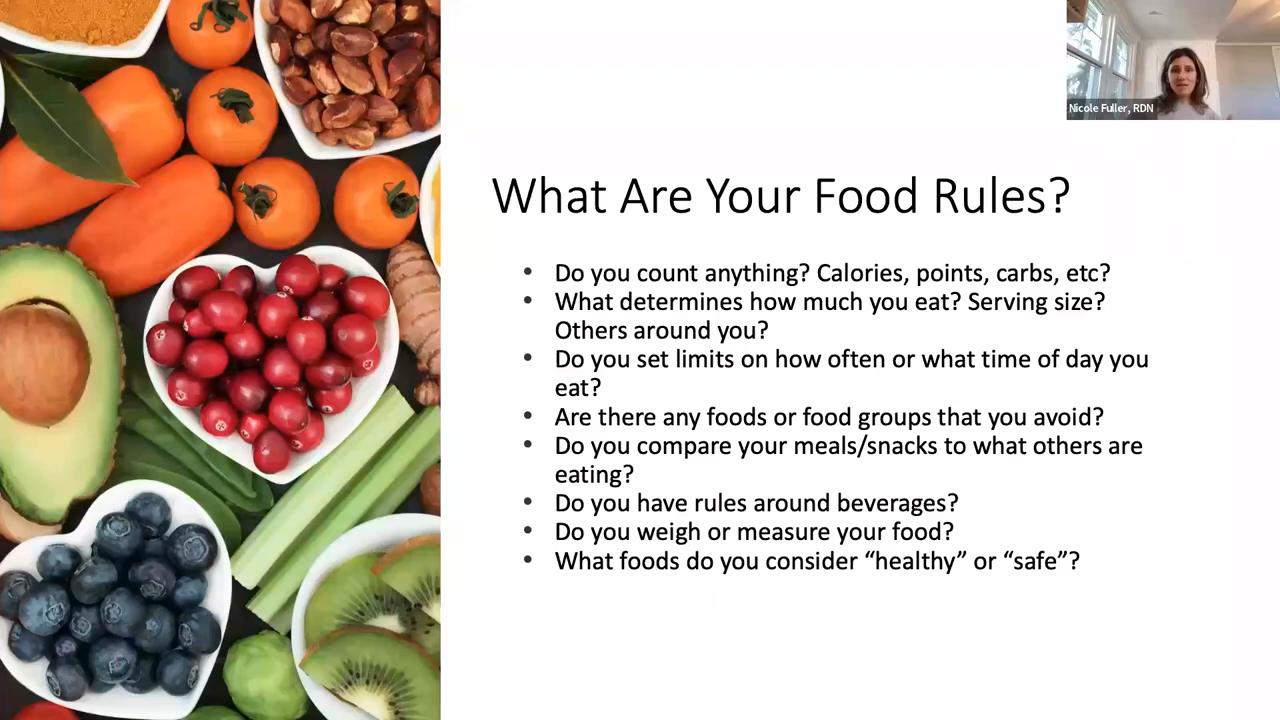 Nicole Fuller, RDN
What Are Your Food Rules?
• Do you count anything? Calories, points, carbs, etc?
• What determines how much you eat? Serving size?
Others around you?
• Do you set limits on how often or what time of day you
eat?
• Are there any foods or food groups that you avoid?
• Do you compare your meals/snacks to what others are
eating?
• Do you have rules around beverages?
• Do you weigh or measure your food?
• What foods do you consider “healthy” or “safe”?